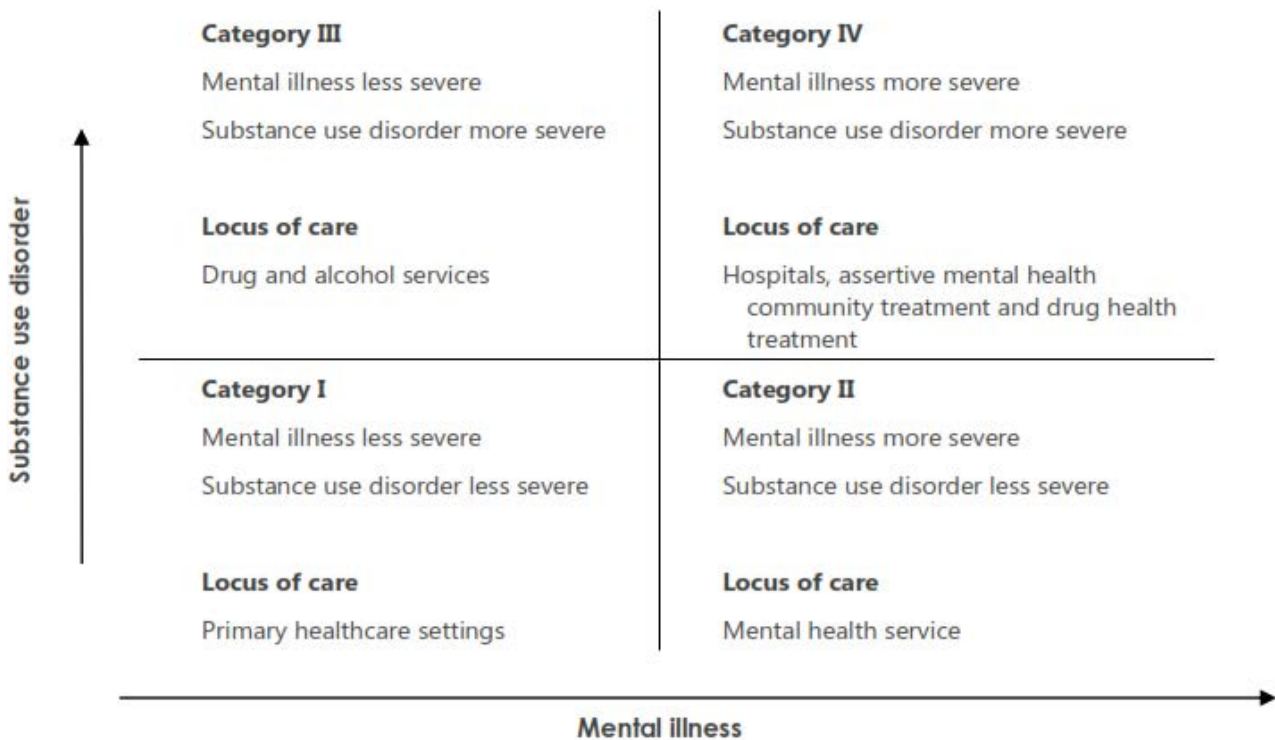 Category III
Mental illness less severe
Substance use disorder more severe
Locus of care
Drug and alcohol services
Category IV
Mental illness more severe
Substance use disorder more severe
Locus of care
Hospitals, assertive mental health
community treatment and drug health
treatment
Category I
Mental illness less severe
Substance use disorder less severe
Locus of care
Primary healthcare settings
Category II
Mental illness more severe
Substance use disorder less severe
Locus of care
Mental health service
Substance use disorder
Mental illness